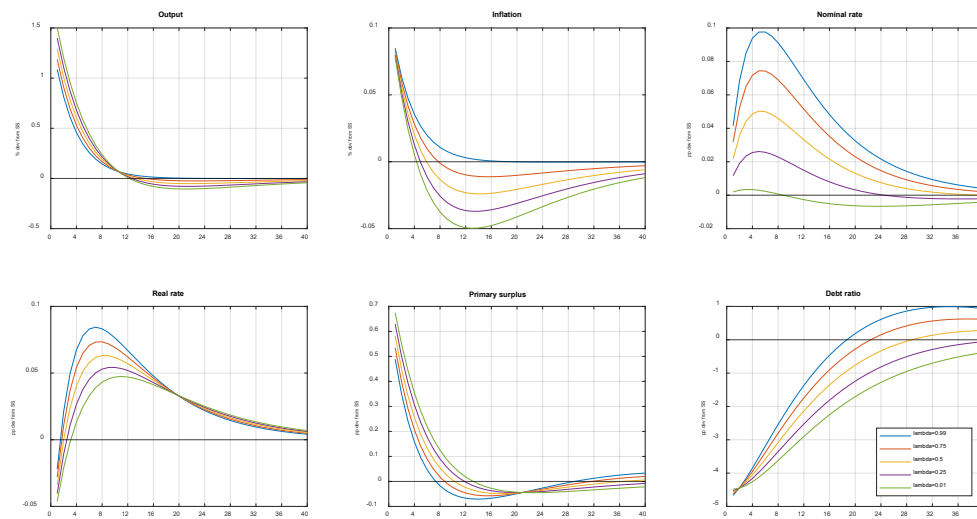 Output
Inflation
Nominal rate
1.5
1
0.5
0
-0.5
% dev from SS
0 4 8 12 16 20 24 28 32 36 40
0.1
0.05
0
-0.05
% dev from SS
0 4 8 12 16 20 24 28 32 36 40
0.1
0.08
0.06
0.04
0.02
0
-0.02
pp dev from SS
0 4 8 12 16 20 24 28 32 36
Real rate
Primary surplus
Debt ratio
0.1
0.05
0
-0.05
pp dev from SS
0 4 8 12 16 20 24 28 32 36 40
0.7
0.6
0.5
0.4
0.3
0.2
0.1
0
-0.1
pp dev from SS
0 4 8 12 16 20 24 28 32 36 40
1
0
-1
-2
-3
-4
-5
pp dev from SS
0 4 8 12 16 20 24 28 32 36
lambda=0.99
lambda=0.75
lambda=0.5
lambda=0.25
lambda=0.01